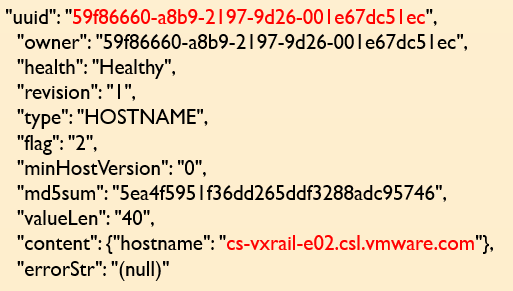 "uuid": "59f86660-a8b9-2197-9d26-001e67dc51ec",
"owner": "59f86660-a8b9-2197-9d26-001e67dc51ec",
"health": "Healthy",
"revision": "1",
"type": "HOSTNAME",
"flag": "2",
"minHostVersion": "0",
"md5sum": "5ea4f5951f36dd265ddf3288adc95746",
"valueLen": "40",
"content": {"hostname": "cs-vxrail-e02.csl.vmware.com"},
"errorStr": "(null)"